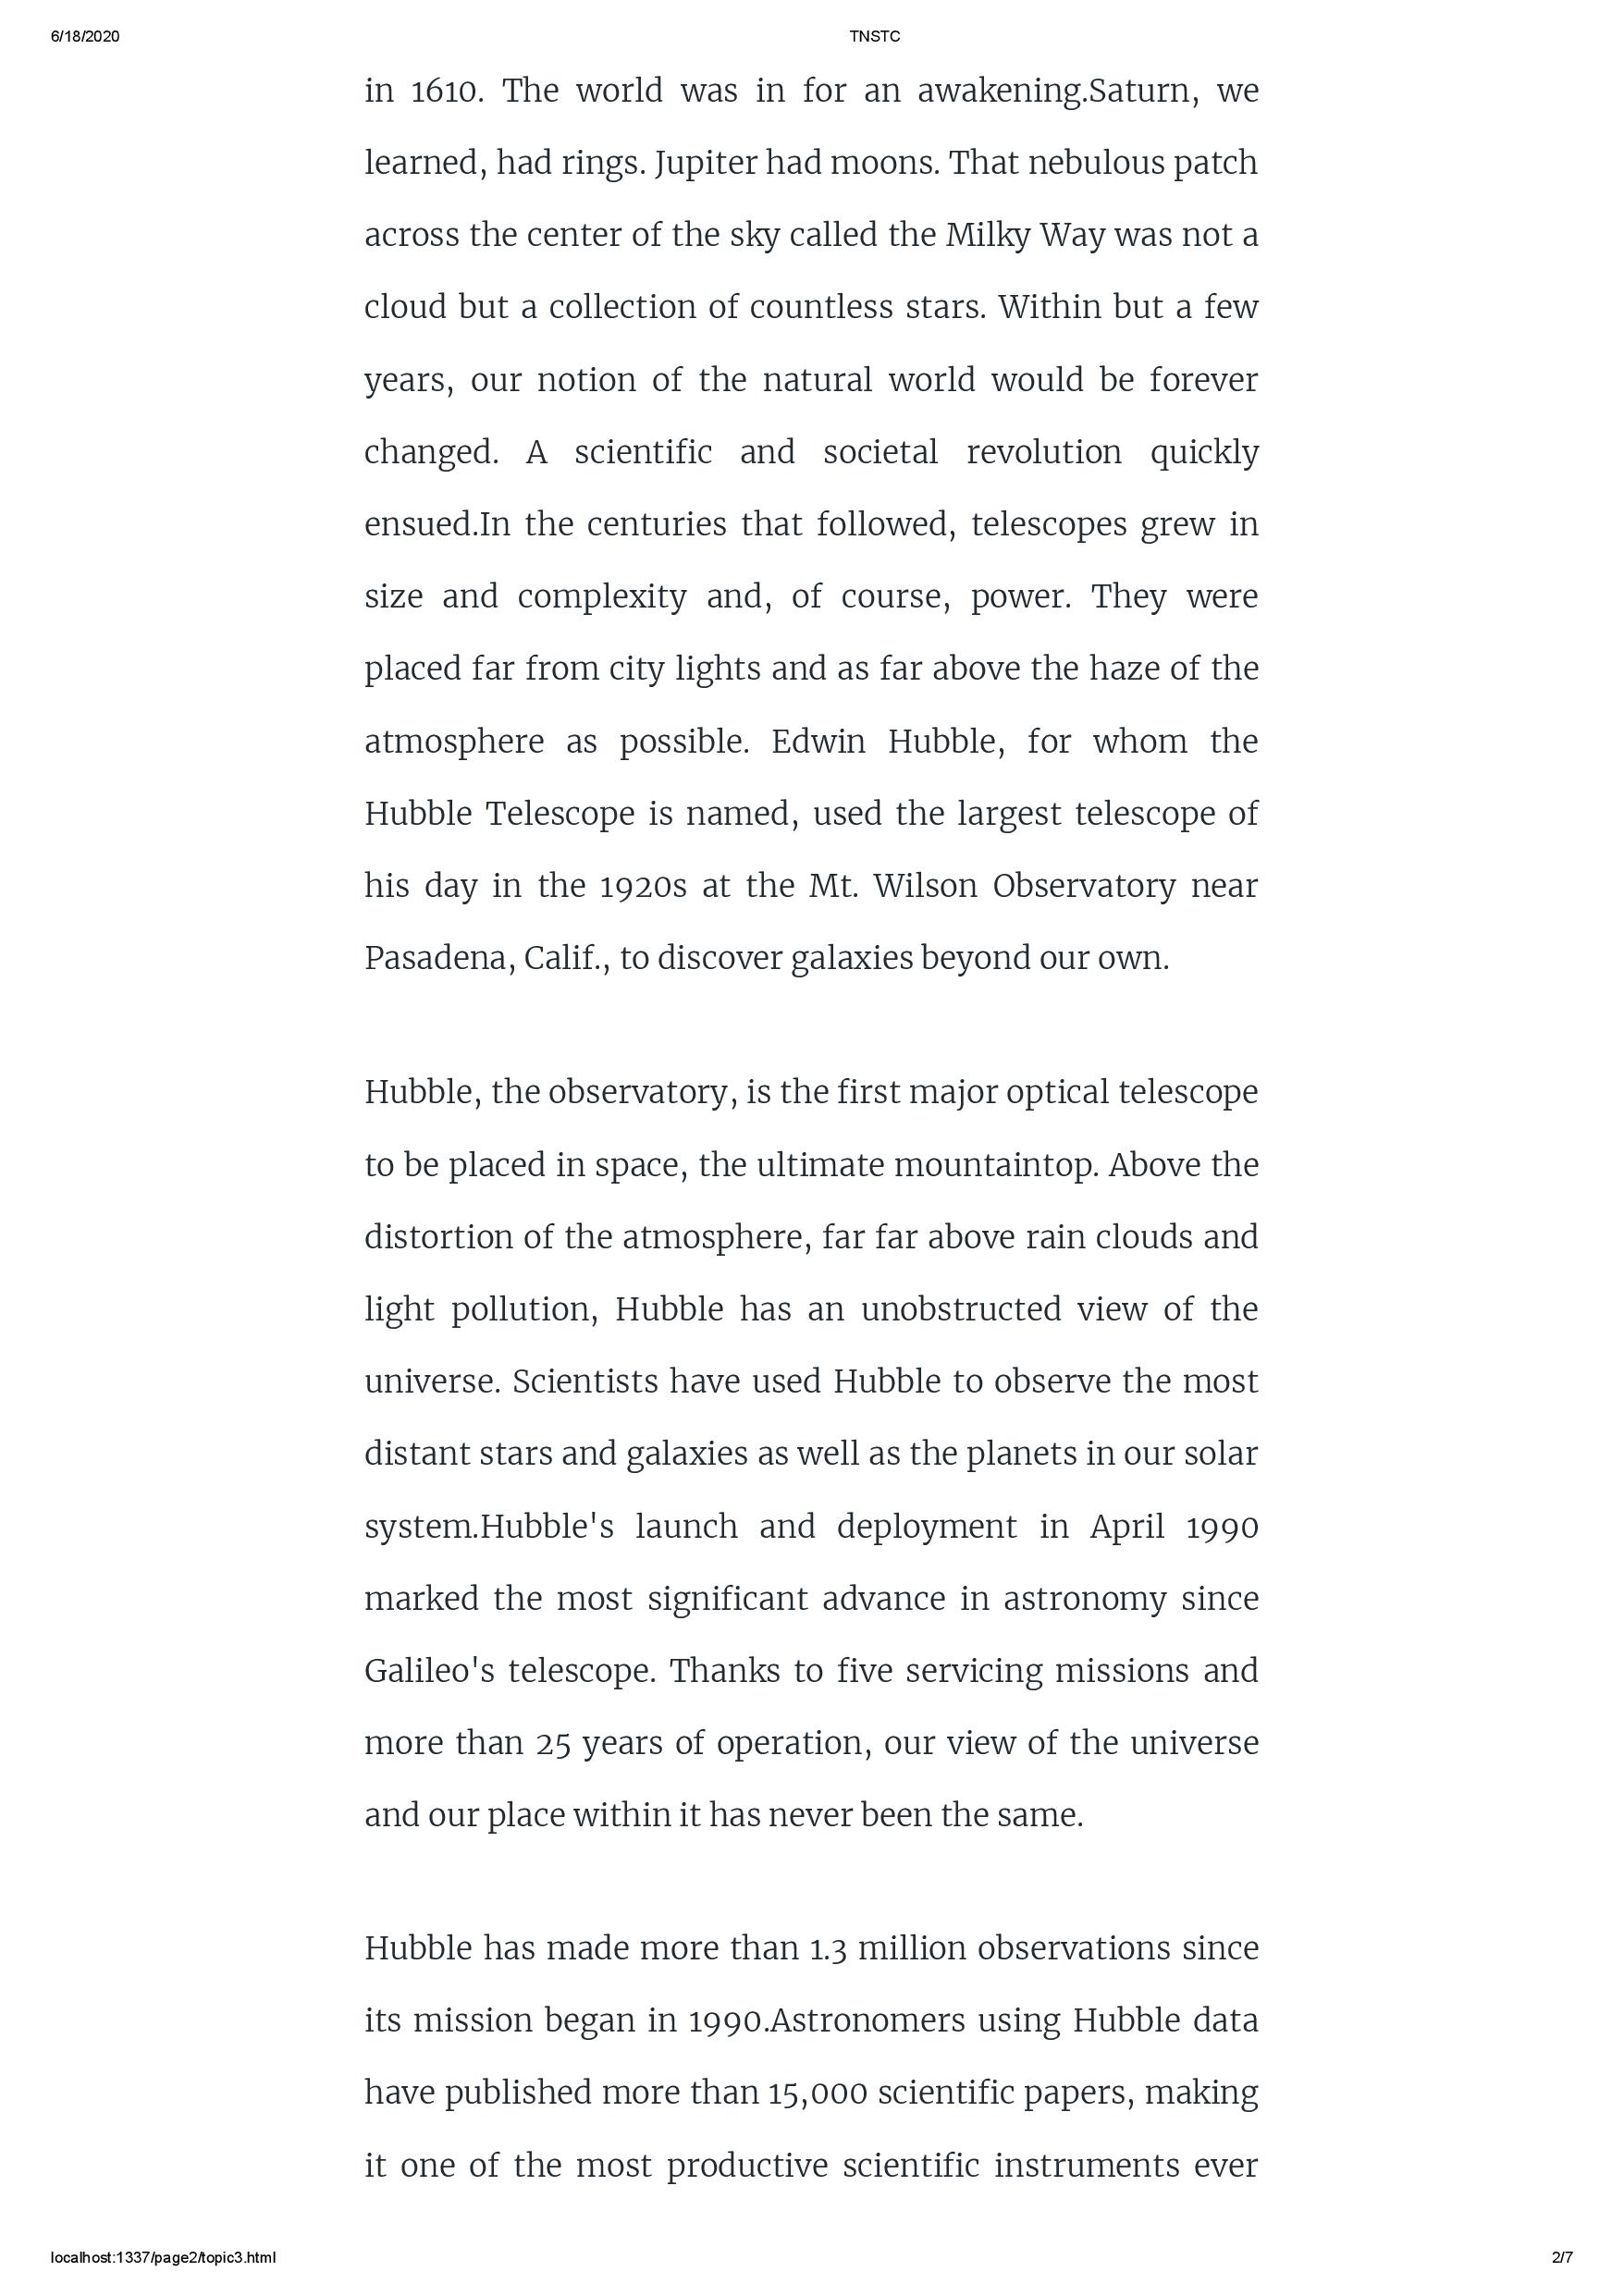 6/18/2020 TNSTC
in 1610. The world was in for an awakening.Saturn, we
learned, had rings. Jupiter had moons. That nebulous patch
across the center of the sky called the Milky Way was not a
cloud but a collection of countless stars. Within but a few
years, our notion of the natural world would be forever
changed. A scientific and societal revolution quickly
ensued.In the centuries that followed, telescopes grew in
size and complexity and, of course, power. They were
placed far from city lights and as far above the haze of the
atmosphere as possible. Edwin Hubble, for whom the
Hubble Telescope is named, used the largest telescope of
his day in the 1920s at the Mt. Wilson Observatory near
Pasadena, Calif., to discover galaxies beyond our own.
Hubble, the observatory, is the first major optical telescope
to be placed in space, the ultimate mountaintop. Above the
distortion of the atmosphere, far far above rain clouds and
light pollution, Hubble has an unobstructed view of the
universe. Scientists have used Hubble to observe the most
distant stars and galaxies as well as the planets in our solar
system.Hubble's launch and deployment in April 1990
marked the most significant advance in astronomy since
Galileo's telescope. Thanks to five servicing missions and
more than 25 years of operation, our view of the universe
and our place within it has never been the same.
Hubble has made more than 1.3 million observations since
its mission began in 1990.Astronomers using Hubble data
have published more than 15,000 scientific papers, making
it one of the most productive scientific instruments ever
localhost:1337/page2/topic3.html 2/7